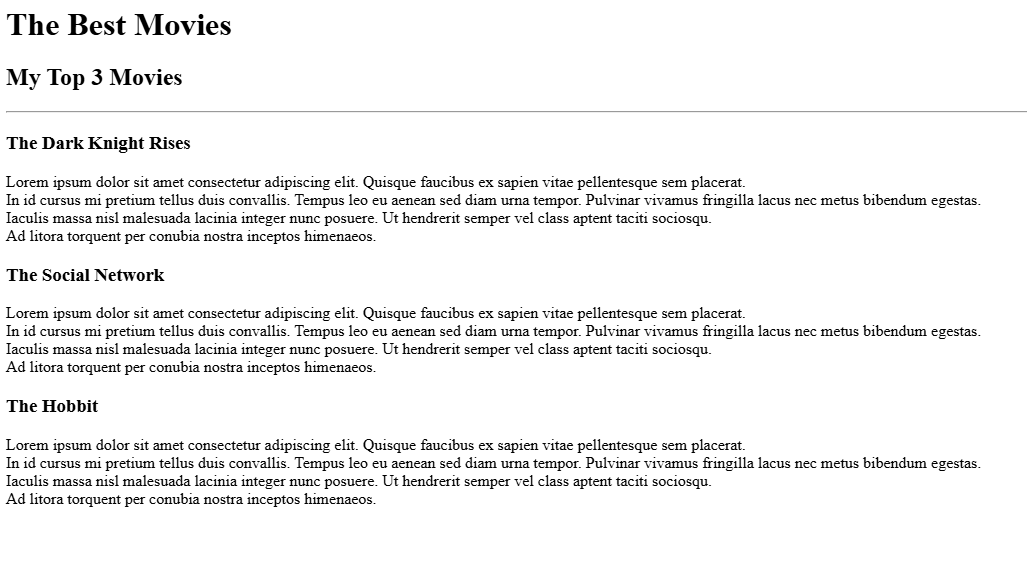 The Best Movies
My Top 3 Movies
The Dark Knight Rises
Lorem ipsum dolor sit amet consectetur adipiscing elit. Quisque faucibus ex sapien vitae pellentesque sem placerat.
In id cursus mi pretium tellus duis convallis. Tempus leo eu aenean sed diam urna tempor. Pulvinar vivamus fringilla lacus nec metus bibendum egestas.
Iaculis massa nisl malesuada lacinia integer nunc posuere. Ut hendrerit semper vel class aptent taciti sociosqu.
Ad litora torquent per conubia nostra inceptos himenaeos.
The Social Network
Lorem ipsum dolor sit amet consectetur adipiscing elit. Quisque faucibus ex sapien vitae pellentesque sem placerat.
In id cursus mi pretium tellus duis convallis. Tempus leo eu aenean sed diam urna tempor. Pulvinar vivamus fringilla lacus nec metus bibendum egestas.
Iaculis massa nisl malesuada lacinia integer nunc posuere. Ut hendrerit semper vel class aptent taciti sociosqu.
Ad litora torquent per conubia nostra inceptos himenaeos.
The Hobbit
Lorem ipsum dolor sit amet consectetur adipiscing elit. Quisque faucibus ex sapien vitae pellentesque sem placerat.
In id cursus mi pretium tellus duis convallis. Tempus leo eu aenean sed diam urna tempor. Pulvinar vivamus fringilla lacus nec metus bibendum egestas.
Iaculis massa nisl malesuada lacinia integer nunc posuere. Ut hendrerit semper vel class aptent taciti sociosqu.
Ad litora torquent per conubia nostra inceptos himenaeos.